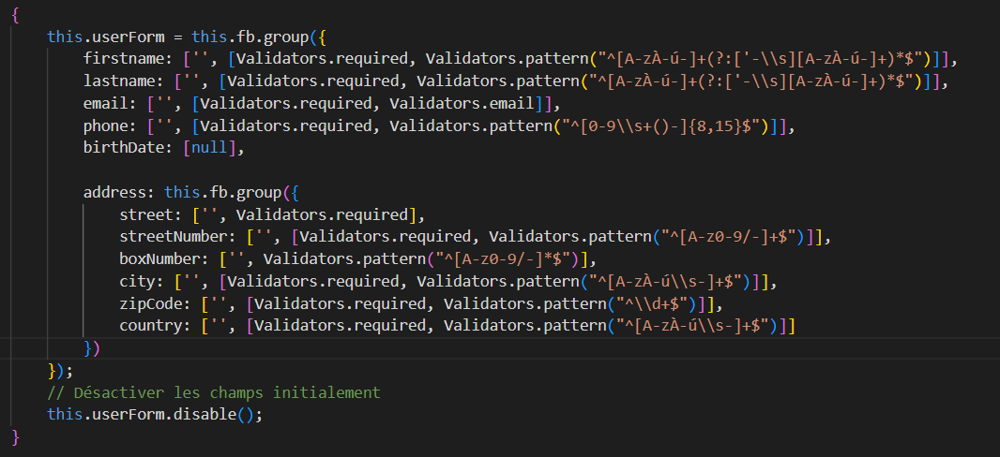 {
    this.userForm = this.fb.group({
        firstname: ['', [Validators.required, Validators.pattern("^[A-zÀ-ú-]+(?:['-\\s][A-zÀ-ú-]+)*$")]],
        lastname: ['', [Validators.required, Validators.pattern("^[A-zÀ-ú-]+(?:['-\\s][A-zÀ-ú-]+)*$")]],
        email: ['', [Validators.required, Validators.email]],
        phone: ['', [Validators.required, Validators.pattern("^[0-9\\s+()-]{8,15}$")]],
        birthDate: [null],

        address: this.fb.group({
            street: ['', Validators.required],
            streetNumber: ['', [Validators.required, Validators.pattern("^[A-z0-9/-]+$")]],
            boxNumber: ['', Validators.pattern("^[A-z0-9/-]*$")],
            city: ['', [Validators.required, Validators.pattern("^[A-zÀ-ú\\s-]+$")]],
            zipCode: ['', [Validators.required, Validators.pattern("^\\d+$")]],
            country: ['', [Validators.required, Validators.pattern("^[A-zÀ-ú\\s-]+$")]]
        })
    });
    // Désactiver les champs initialement
    this.userForm.disable();
}